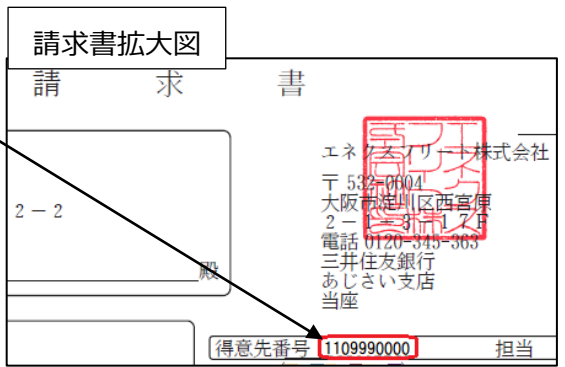 請求書拡大図
請 求 書
エネクスフリート株式会社
〒 532-0004
大阪市淀川区西宮原
2－1－3－17F
電話 0120-345-363
三井住友銀行
あじさい支店
当座
2－2
殿
得意先番号 1109990000 担当